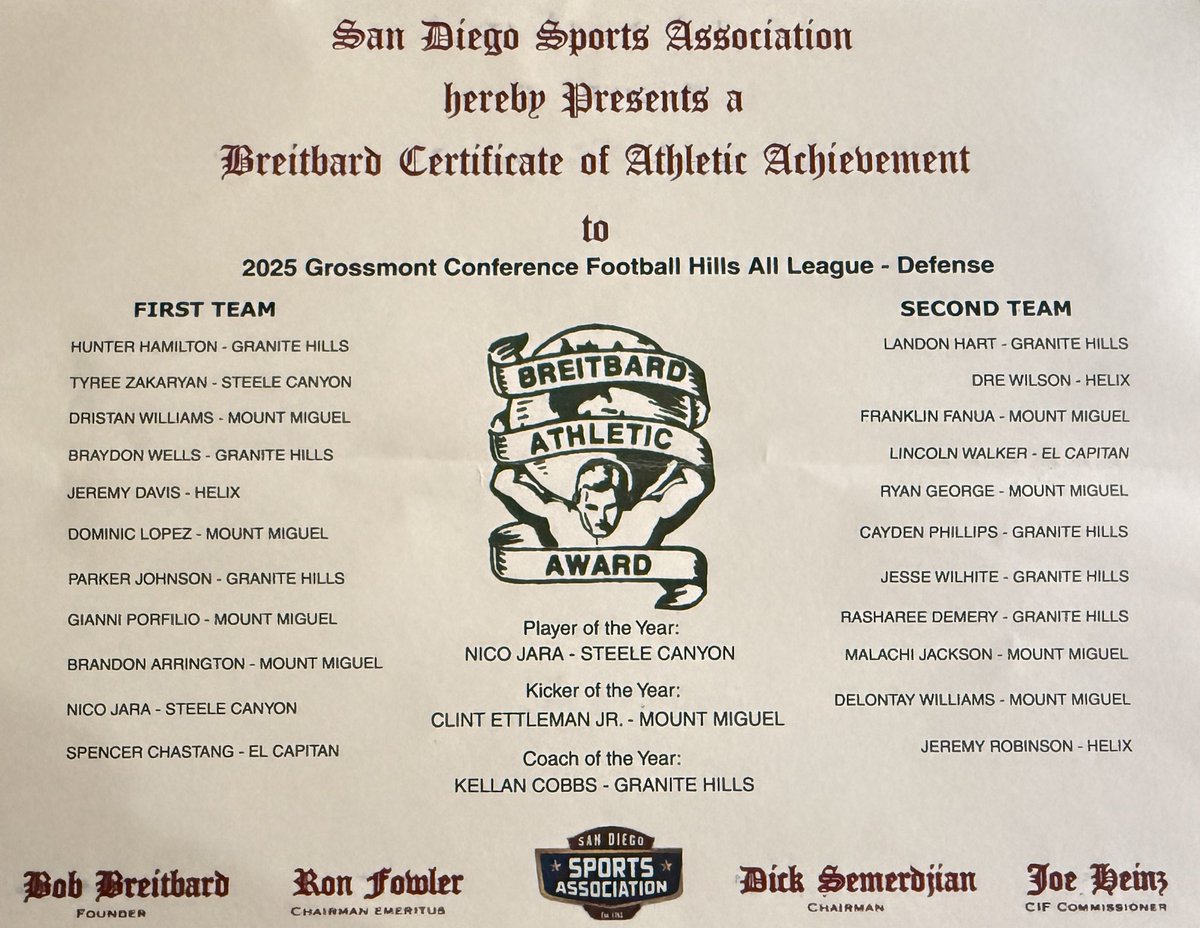 San Diego Sports Association
hereby Presents a
Breitbard Certificate of Athletic Achievement
to
2025 Grossmont Conference Football Hills All League - Defense
FIRST TEAM
HUNTER HAMILTON - GRANITE HILLS
TYREE ZAKARYAN - STEELE CANYON
DRISTAN WILLIAMS - MOUNT MIGUEL
BRAYDON WELLS - GRANITE HILLS
JEREMY DAVIS - HELIX
DOMINIC LOPEZ - MOUNT MIGUEL
PARKER JOHNSON - GRANITE HILLS
GIANNI PORFILIO - MOUNT MIGUEL
BRANDON ARRINGTON - MOUNT MIGUEL
NICO JARA - STEELE CANYON
SPENCER CHASTANG - EL CAPITAN
BREITBARD
ATHLETIC
AWARD
Player of the Year:
NICO JARA - STEELE CANYON
Kicker of the Year:
CLINT ETTLEMAN JR. - MOUNT MIGUEL
Coach of the Year:
KELLAN COBBS - GRANITE HILLS
SECOND TEAM
LANDON HART - GRANITE HILLS
DRE WILSON - HELIX
FRANKLIN FANUA - MOUNT MIGUEL
LINCOLN WALKER - EL CAPITAN
RYAN GEORGE - MOUNT MIGUEL
CAYDEN PHILLIPS - GRANITE HILLS
JESSE WILHITE - GRANITE HILLS
RASHAREE DEMERY - GRANITE HILLS
MALACHI JACKSON - MOUNT MIGUEL
DELONTAY WILLIAMS - MOUNT MIGUEL
JEREMY ROBINSON - HELIX
Bob Breitbard
FOUNDER
Ron Fowler
CHAIRMAN EMERITUS
SAN DIEGO
SPORTS
ASSOCIATION
Dick Semerdjian
CHAIRMAN
Joe Heinz
CIF COMMISSIONER